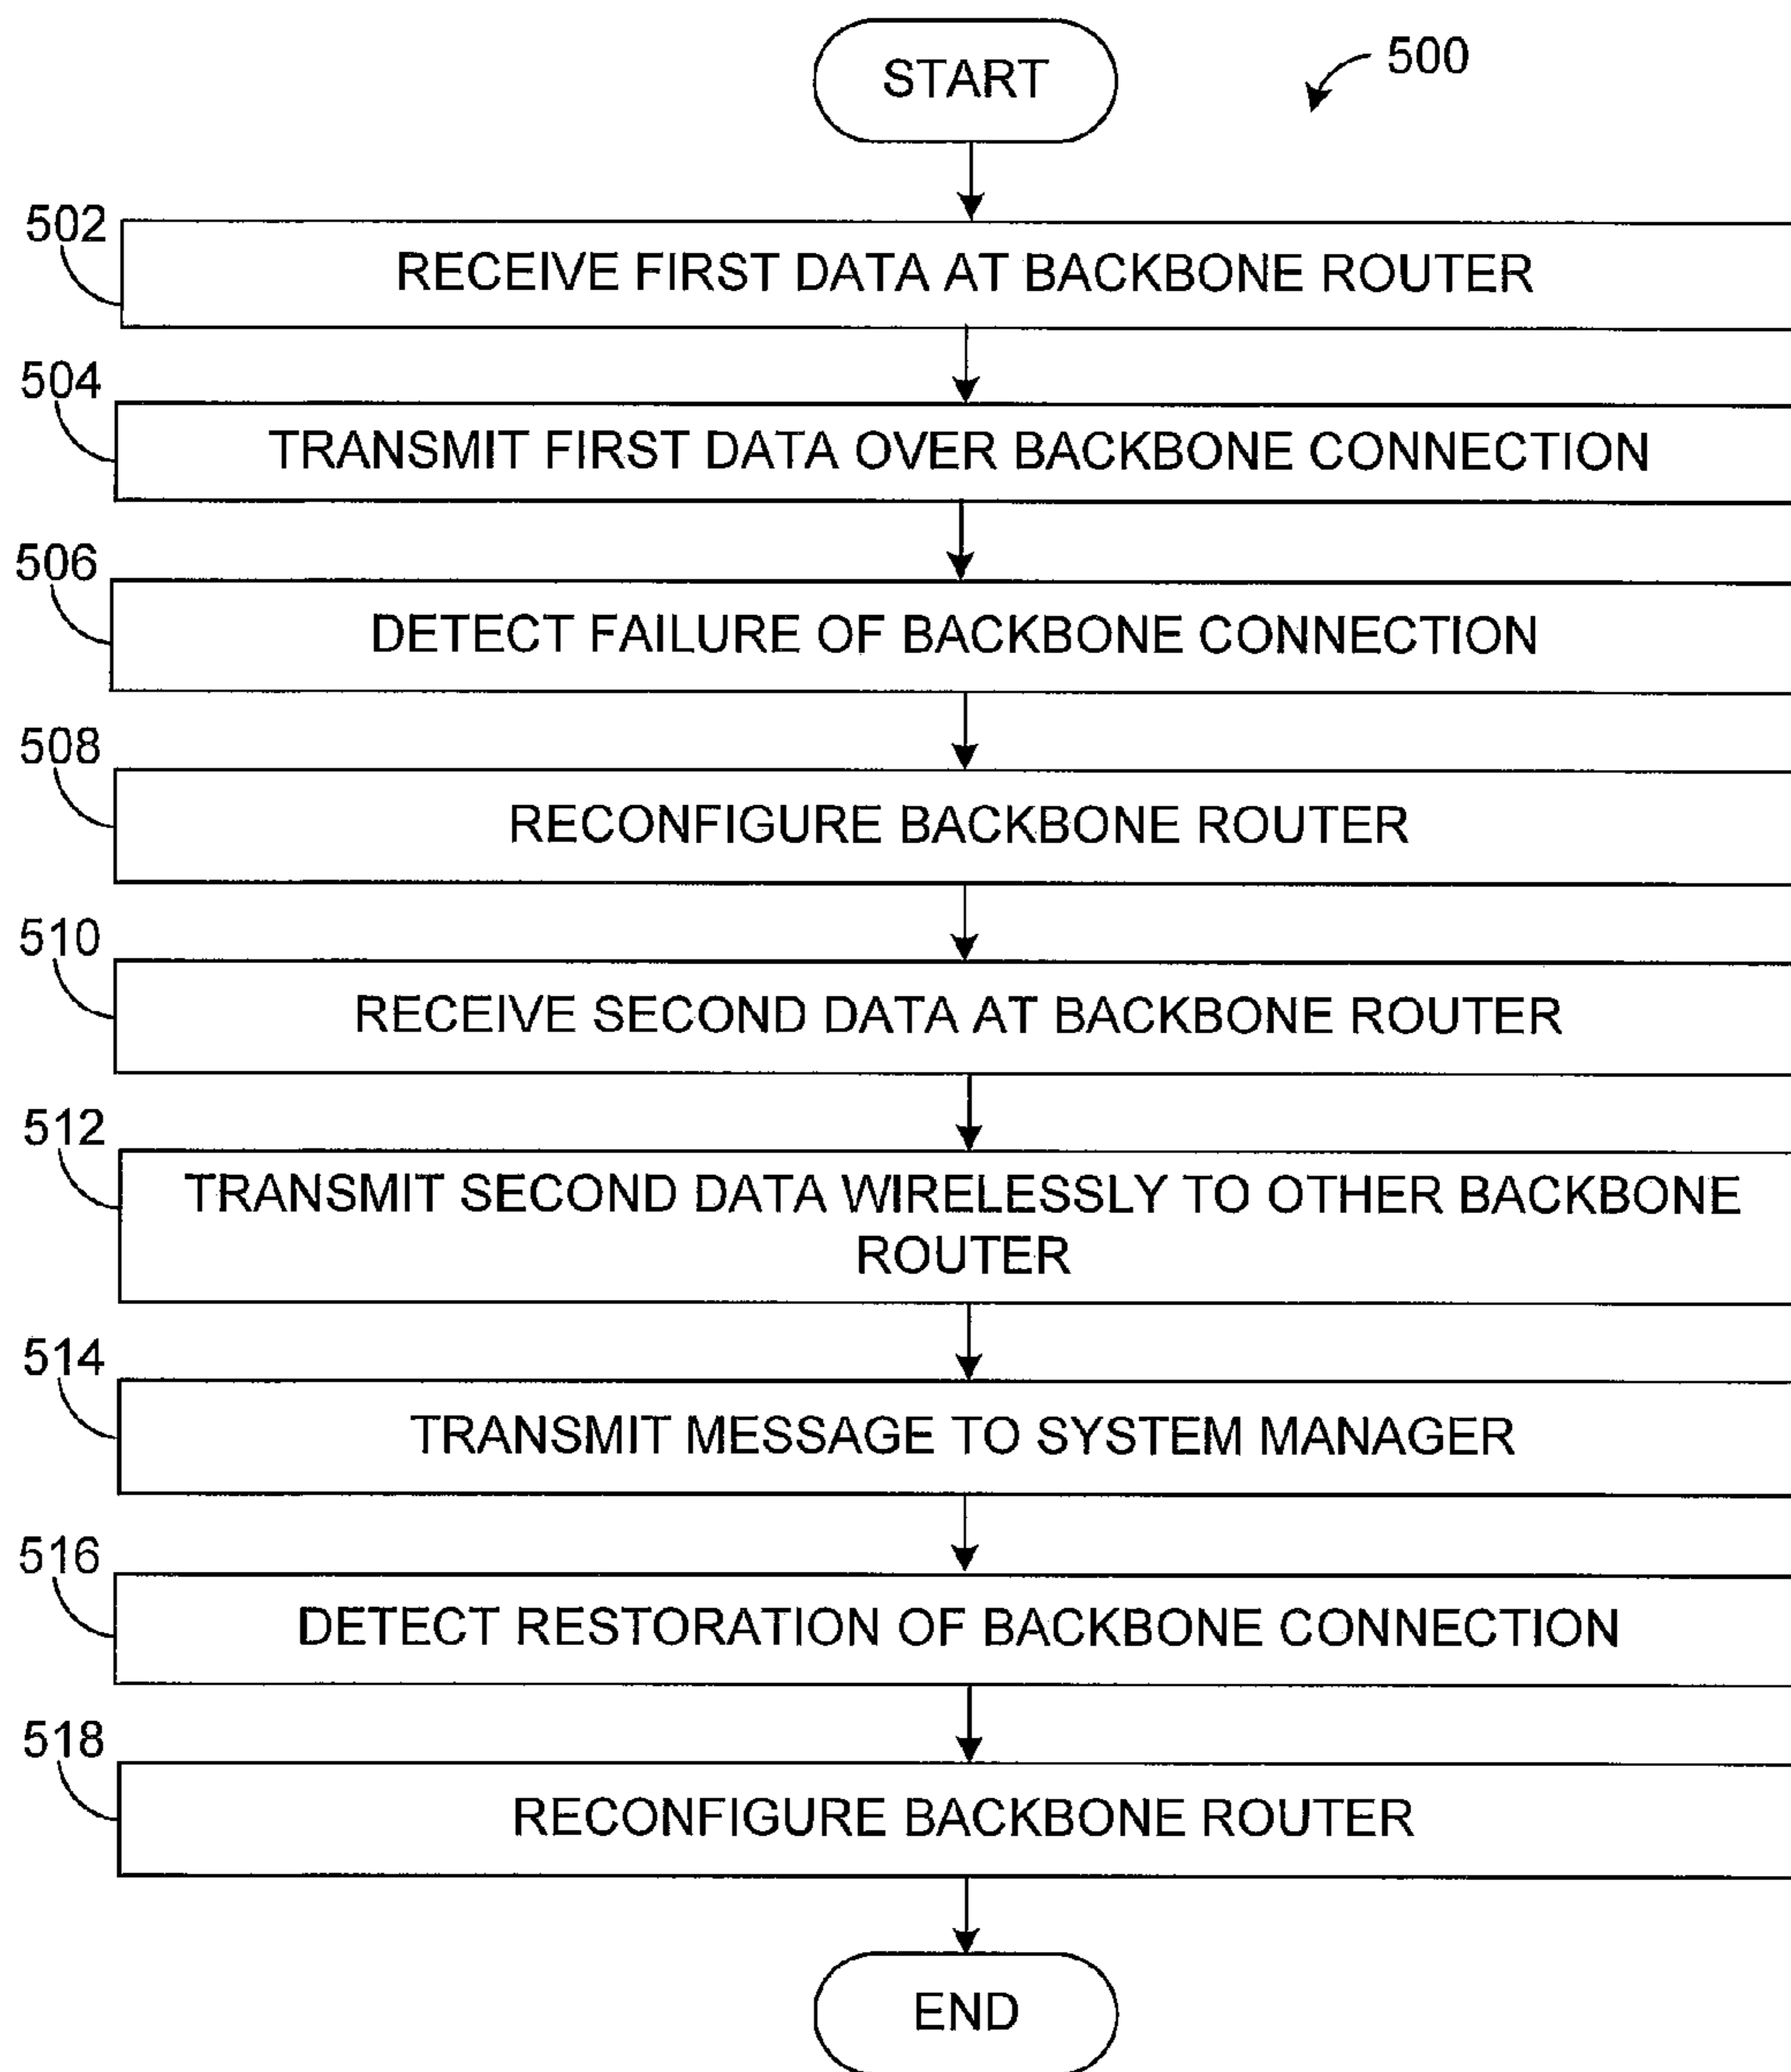 START
500
502
RECEIVE FIRST DATA AT BACKBONE ROUTER
504
TRANSMIT FIRST DATA OVER BACKBONE CONNECTION
506
DETECT FAILURE OF BACKBONE CONNECTION
508
RECONFIGURE BACKBONE ROUTER
510
RECEIVE SECOND DATA AT BACKBONE ROUTER
512
TRANSMIT SECOND DATA WIRELESSLY TO OTHER BACKBONE
ROUTER
514
TRANSMIT MESSAGE TO SYSTEM MANAGER
516
DETECT RESTORATION OF BACKBONE CONNECTION
518
RECONFIGURE BACKBONE ROUTER
END